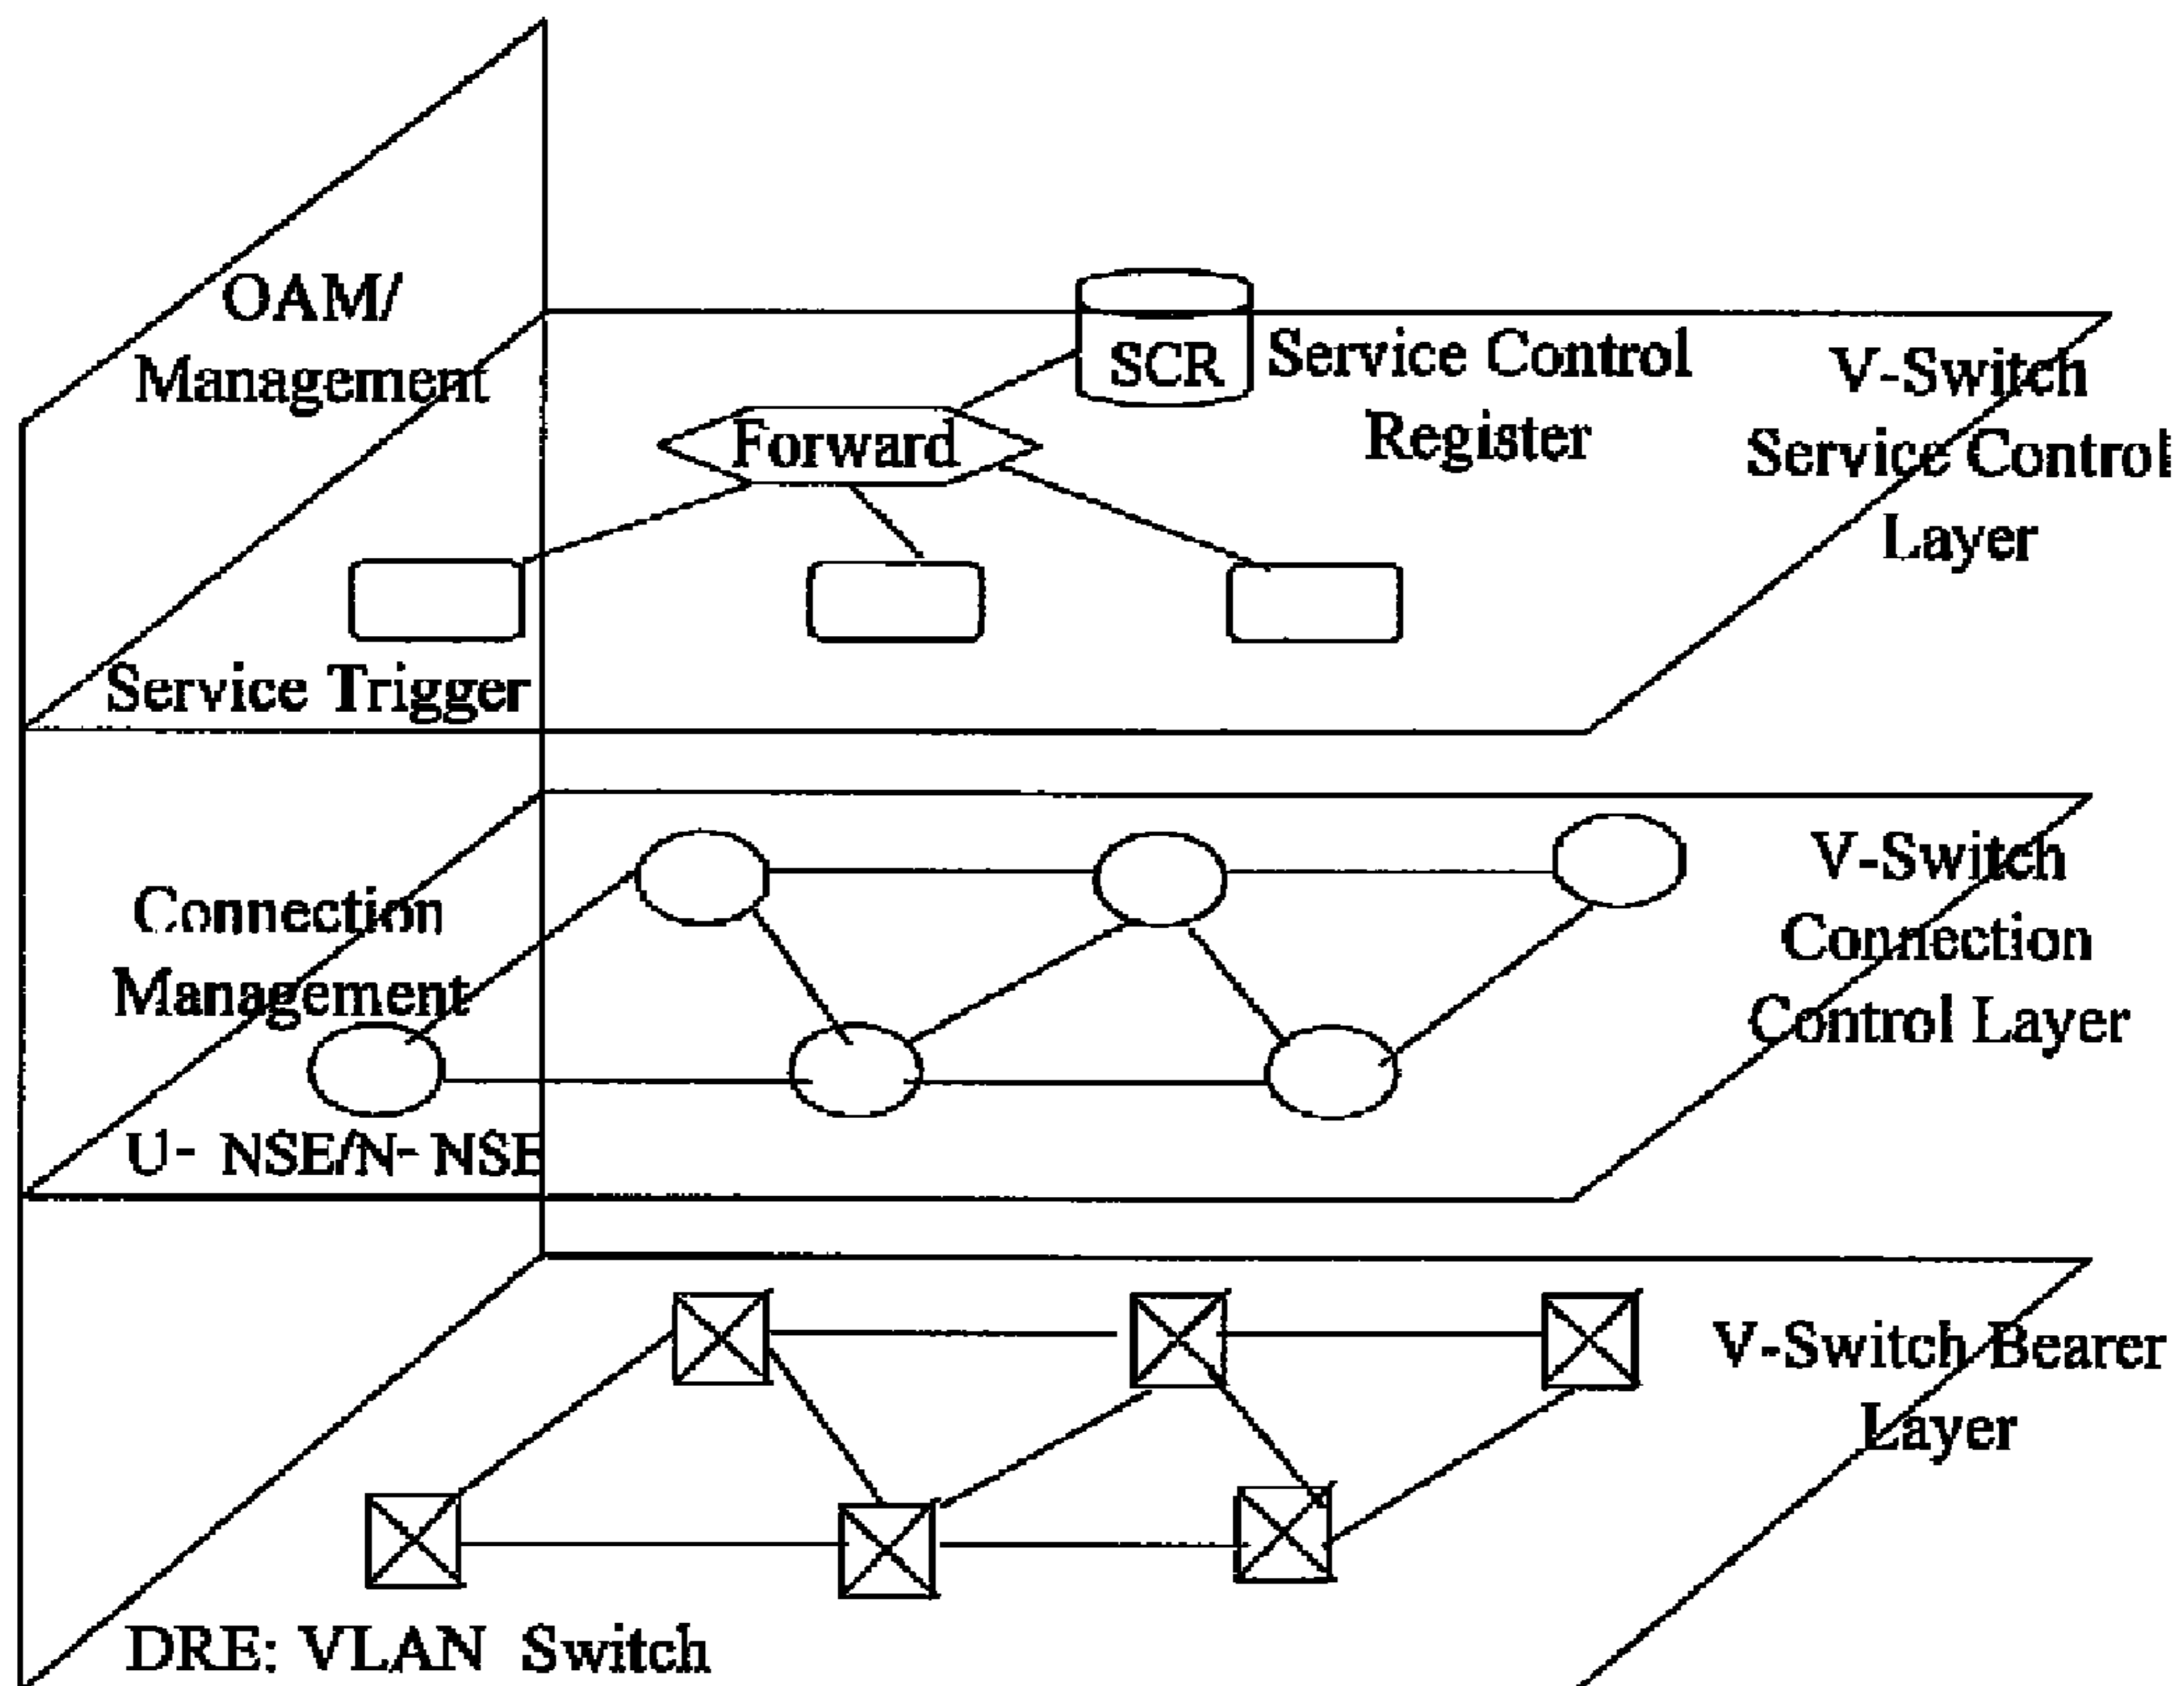 OAM/
Management
SCR
Service Control
Register
V-Switch
Service Control
Layer
Forward
Service Trigger
Connection
Management
V-Switch
Connection
Control Layer
U- NSE/N- NSE
V-Switch Bearer
Layer
DRE: VLAN Switch